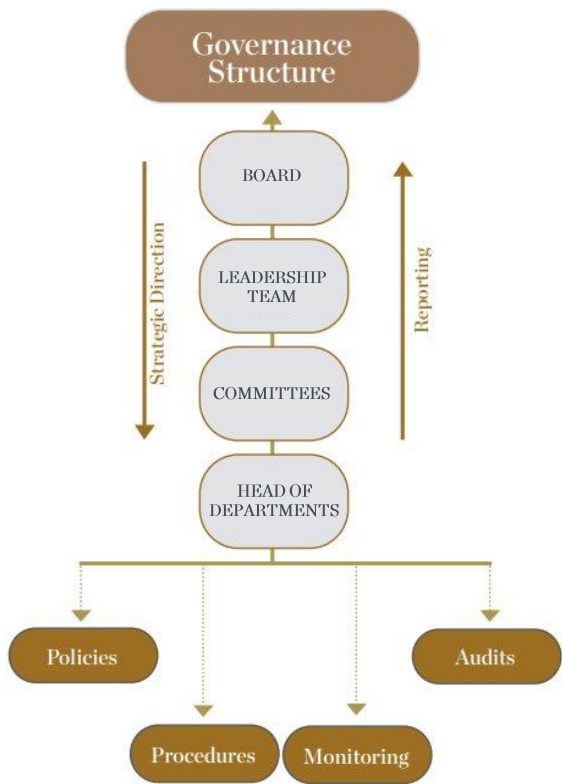 Governance
Structure
BOARD
Strategic Direction
Reporting
LEADERSHIP
TEAM
COMMITTEES
HEAD OF
DEPARTMENTS
Policies
Audits
Procedures
Monitoring